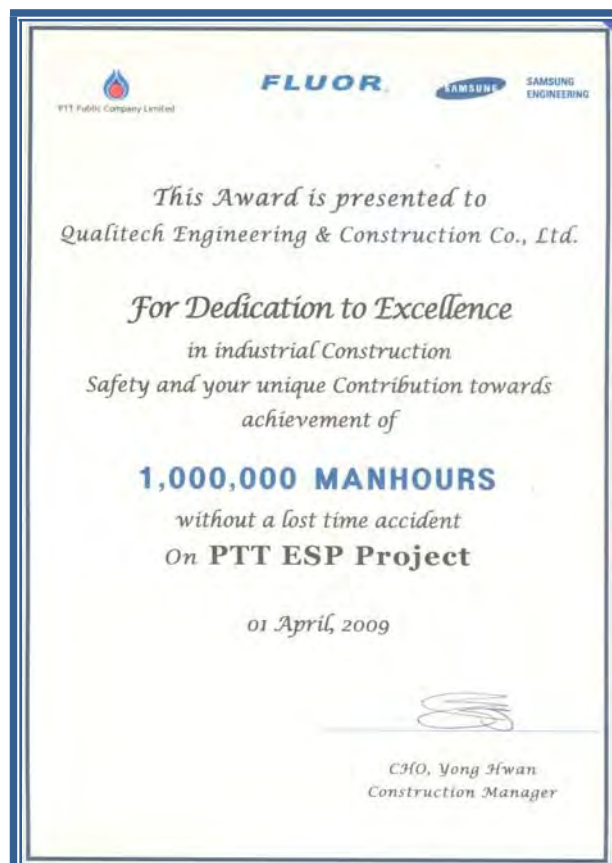 PTT Public Company Limited
FLUOR
SAMSUNG
SAMSUNG
ENGINEERING
This Award is presented to
Qualitech Engineering & Construction Co., Ltd.
For Dedication to Excellence
in industrial Construction
Safety and your unique Contribution towards
achievement of
1,000,000 MANHOURS
without a lost time accident
On PTT ESP Project
01 April, 2009
CHO, Yong Hwan
Construction Manager